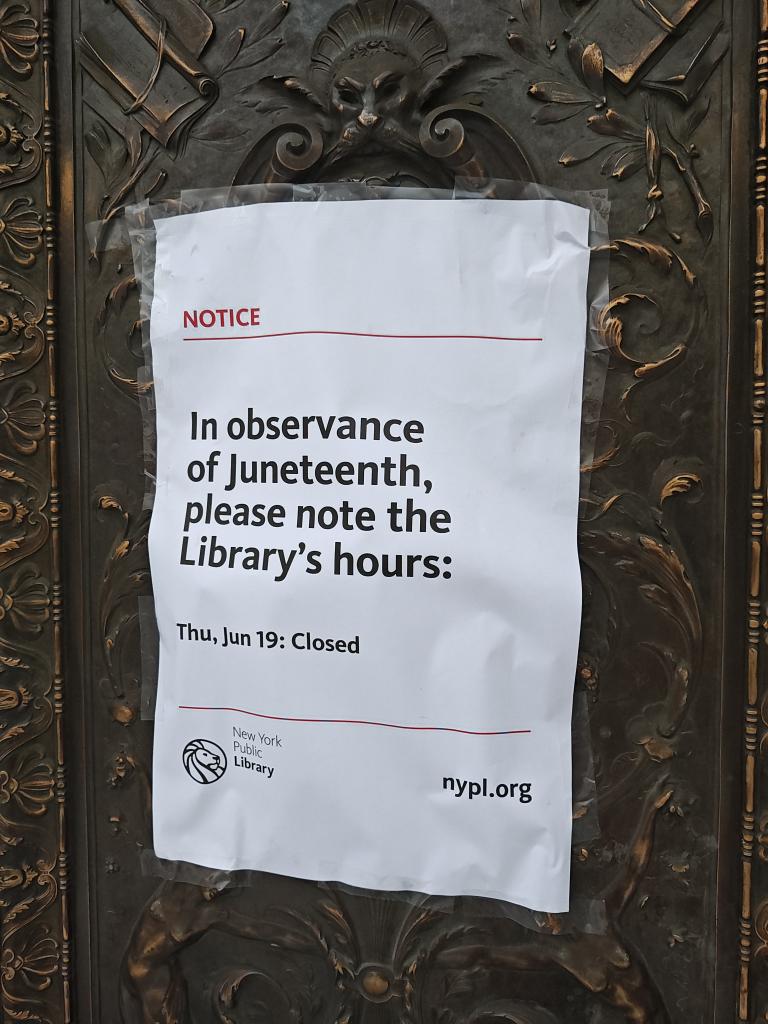 NOTICE
In observance
of Juneteenth,
please note the
Library's hours:
Thu, Jun 19: Closed
New York
Public
Library
nypl.org